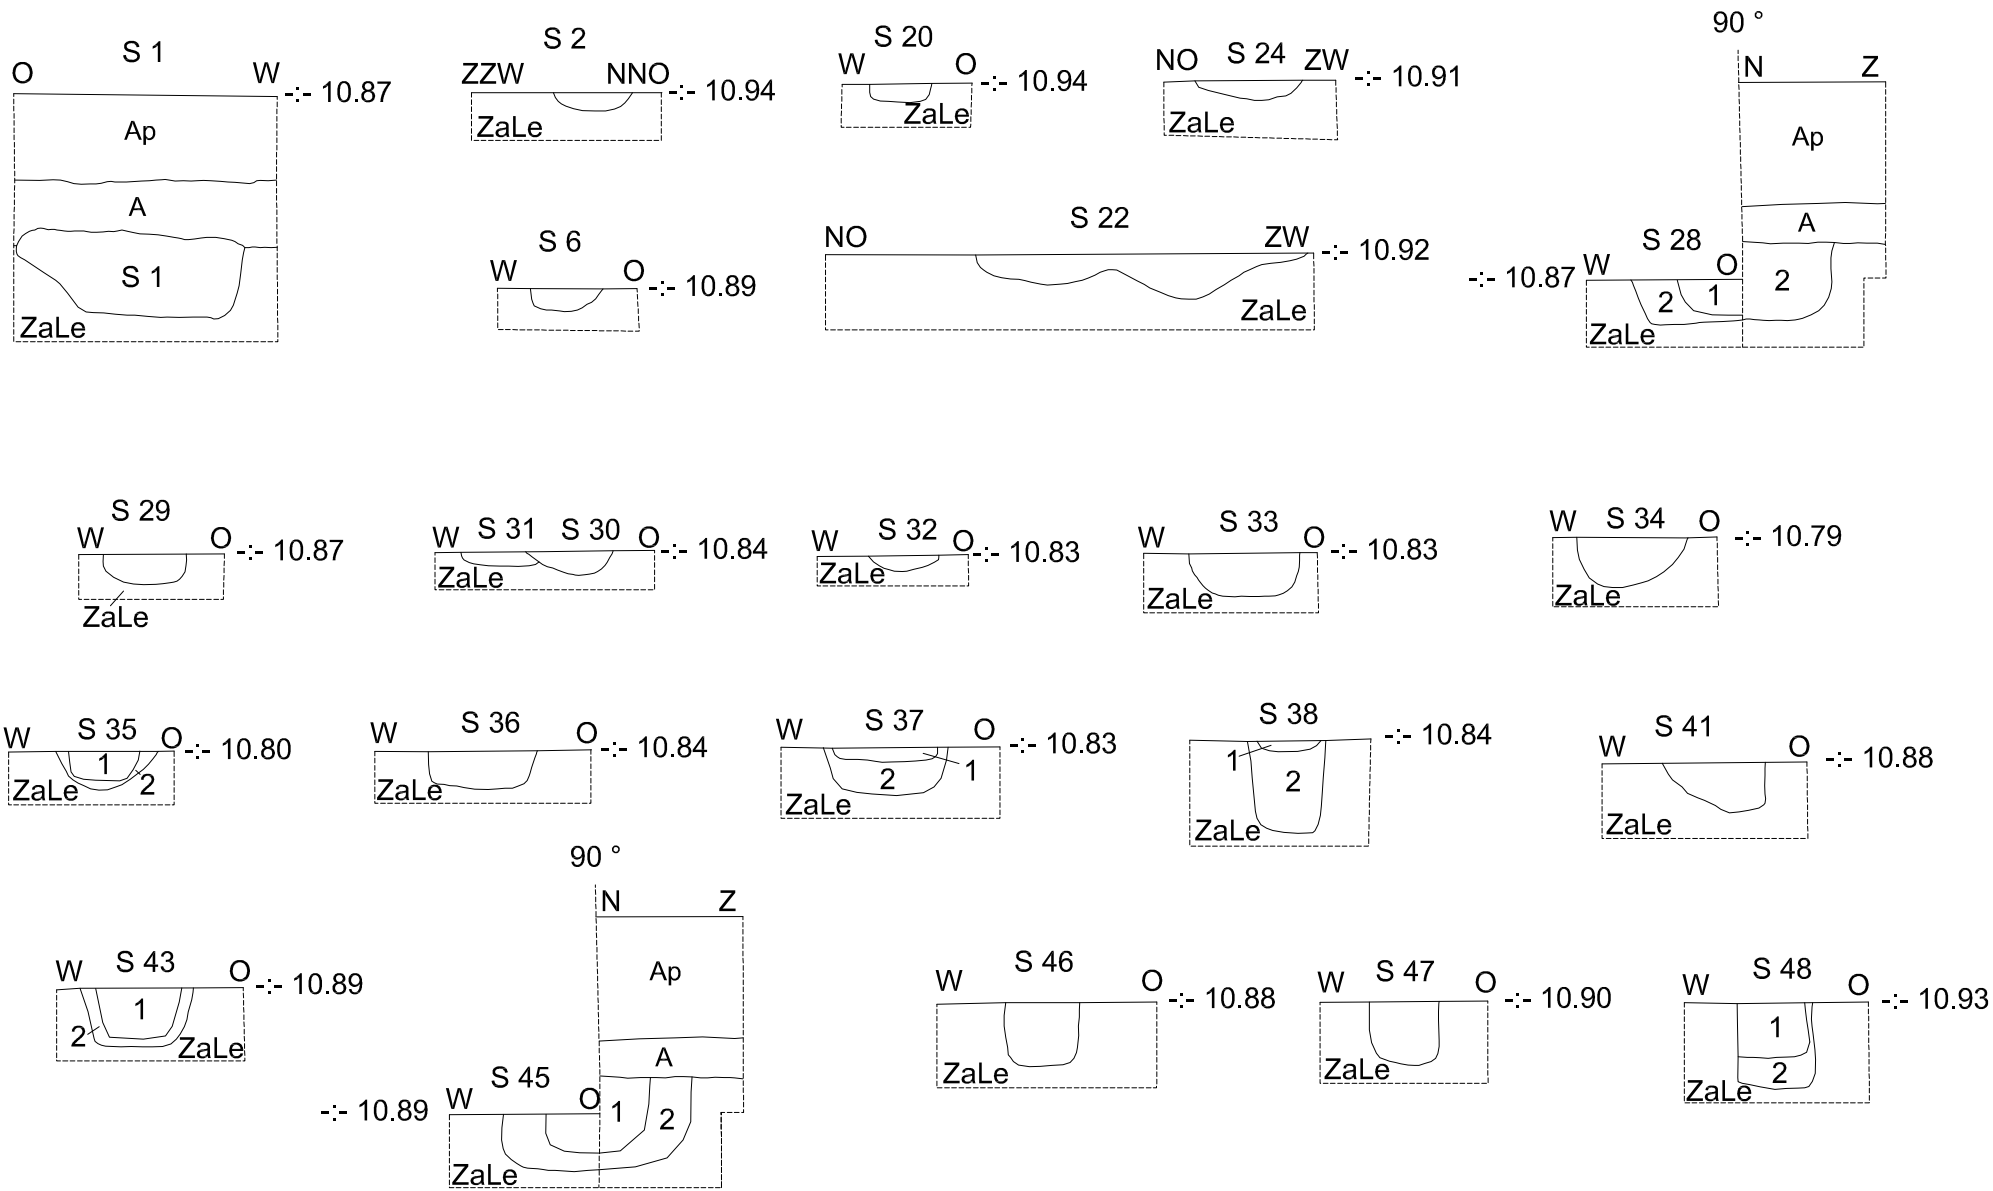 S 1
O W -:- 10.87
Ap
A
S 1
ZaLe
S 2
ZZW NNO -:- 10.94
ZaLe
S 20
W O -:- 10.94
ZaLe
S 24
NO ZW -:- 10.91
ZaLe
90 °
N Z
Ap
A
S 28
-:- 10.87 W O
2 1 2
ZaLe
S 6
W O -:- 10.89
S 22
NO ZW -:- 10.92
ZaLe
S 29
W O -:- 10.87
ZaLe
W S 31 S 30 O -:- 10.84
ZaLe
W S 32 O -:- 10.83
ZaLe
S 33
W O -:- 10.83
ZaLe
W S 34 O -:- 10.79
ZaLe
S 35
W O -:- 10.80
1
ZaLe 2
S 36
W O -:- 10.84
ZaLe
S 37
W O -:- 10.83
2 1
ZaLe
S 38
-:- 10.84
1
2
ZaLe
S 41
W O -:- 10.88
ZaLe
S 43
W O -:- 10.89
1
2 ZaLe
90 °
N Z
Ap
A
S 45
-:- 10.89 W O
1 2
ZaLe
S 46
W O -:- 10.88
ZaLe
S 47
W O -:- 10.90
ZaLe
S 48
W O -:- 10.93
1
2
ZaLe